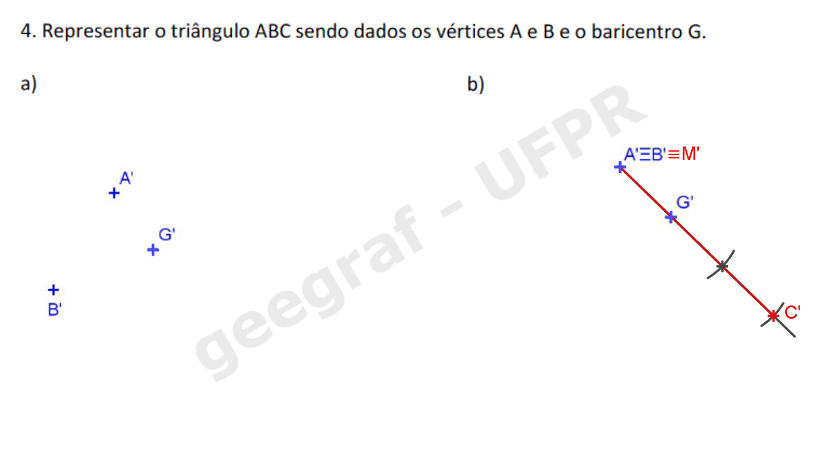 4. Representar o triângulo ABC sendo dados os vértices A e B e o baricentro G.
a)
b)
A'
G'
B'
A'≡B'≡M'
G'
C'
geegraf - UFPR